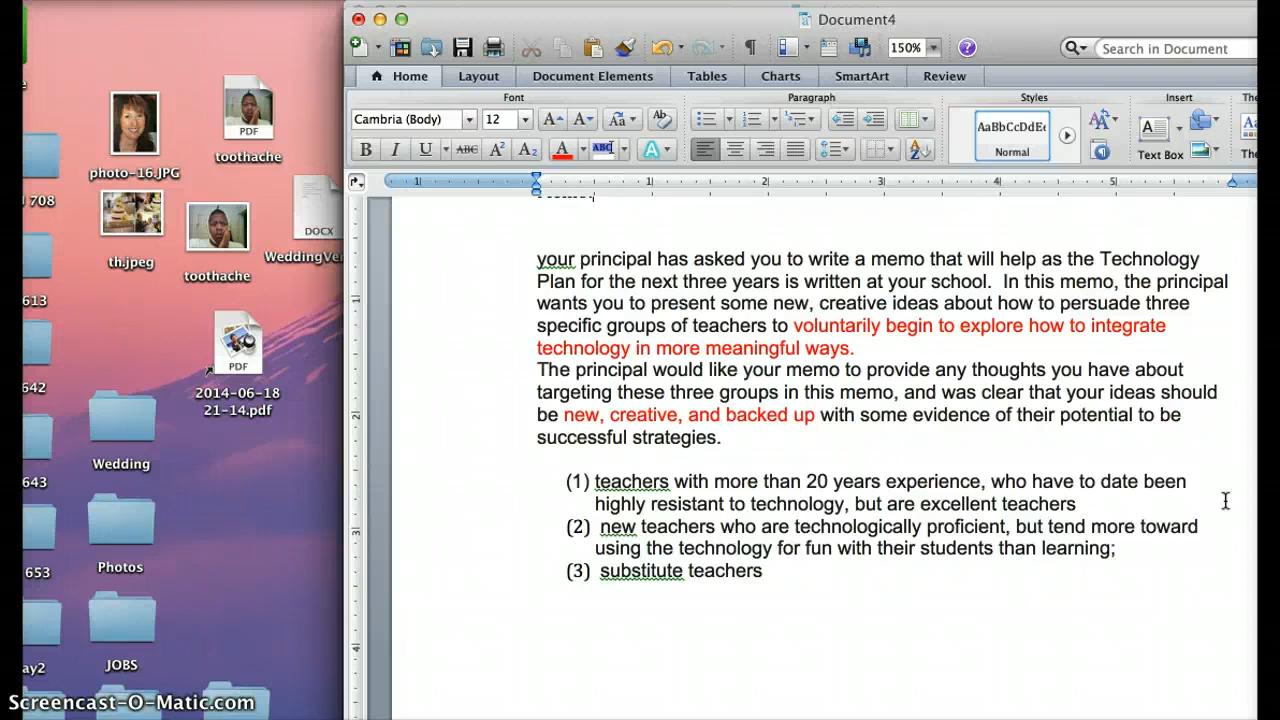 Document4
150%
Search in Document
Home Layout Document Elements Tables Charts SmartArt Review
Font Paragraph Styles Insert
Cambria (Body) 12
AaBbCcDdEe
Normal
Text Box
B I U ABC A² A₂
photo-16.JPG
PDF
toothache
708
th.jpeg
toothache
DOCX
WeddingVer
613
642
PDF
2014-06-18
21-14.pdf
Wedding
643
Photos
653
JOBS
ay2
your principal has asked you to write a memo that will help as the Technology
Plan for the next three years is written at your school. In this memo, the principal
wants you to present some new, creative ideas about how to persuade three
specific groups of teachers to voluntarily begin to explore how to integrate
technology in more meaningful ways.
The principal would like your memo to provide any thoughts you have about
targeting these three groups in this memo, and was clear that your ideas should
be new, creative, and backed up with some evidence of their potential to be
successful strategies.
(1) teachers with more than 20 years experience, who have to date been
highly resistant to technology, but are excellent teachers
(2) new teachers who are technologically proficient, but tend more toward
using the technology for fun with their students than learning;
(3) substitute teachers
Screencast-O-Matic.com